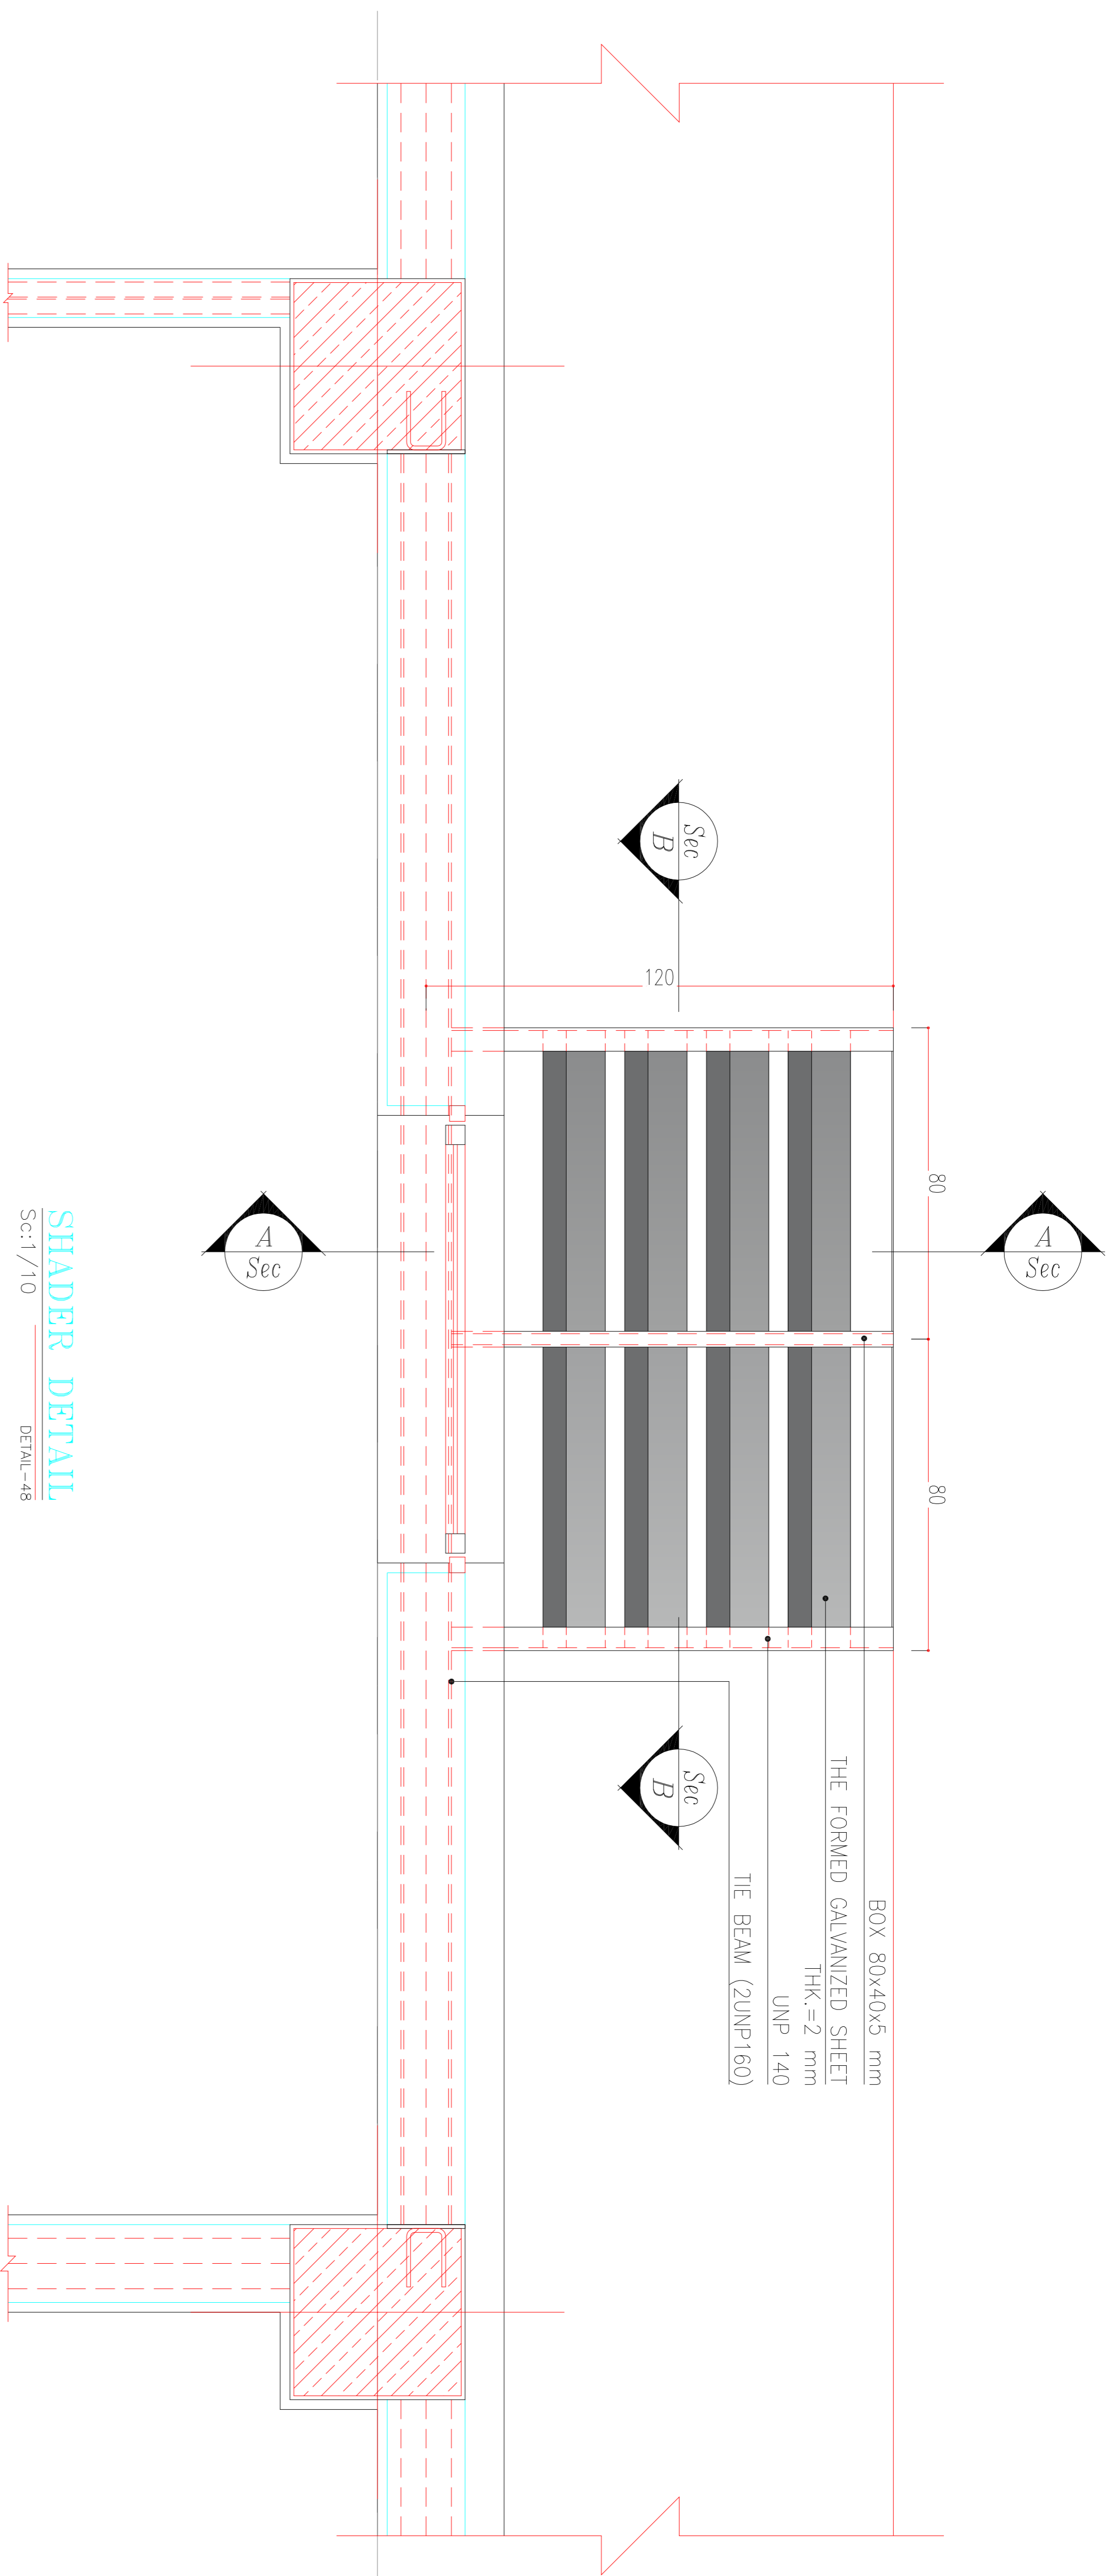 80
80
120
BOX 80x40x5 mm
THE FORMED GALVANIZED SHEET
THK.=2 mm
UNP 140
TIE BEAM (2UNP160)
Sec
B
Sec
B
A
Sec
A
Sec
SHADER DETAIL
Sc:1/10
DETAIL-48